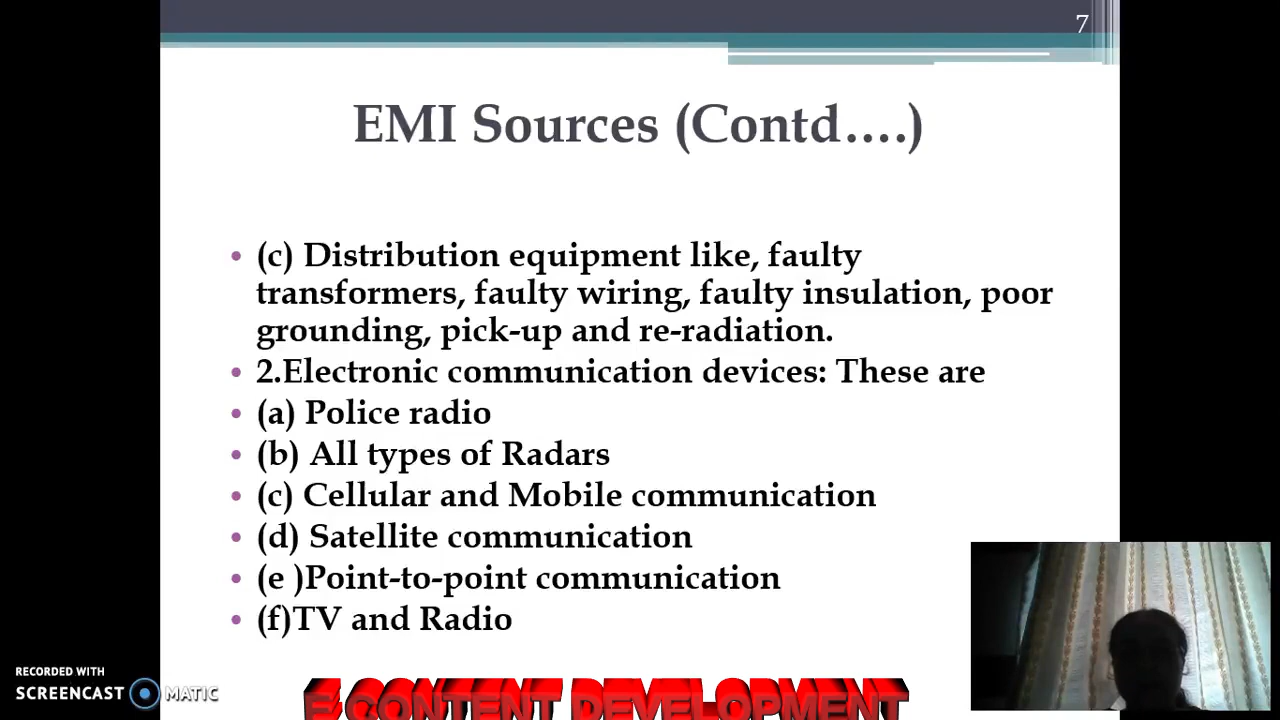 7
EMI Sources (Contd….)
• (c) Distribution equipment like, faulty
transformers, faulty wiring, faulty insulation, poor
grounding, pick-up and re-radiation.
• 2.Electronic communication devices: These are
• (a) Police radio
• (b) All types of Radars
• (c) Cellular and Mobile communication
• (d) Satellite communication
• (e )Point-to-point communication
• (f)TV and Radio
RECORDED WITH
SCREENCAST MATIC
E-CONTENT DEVELOPMENT